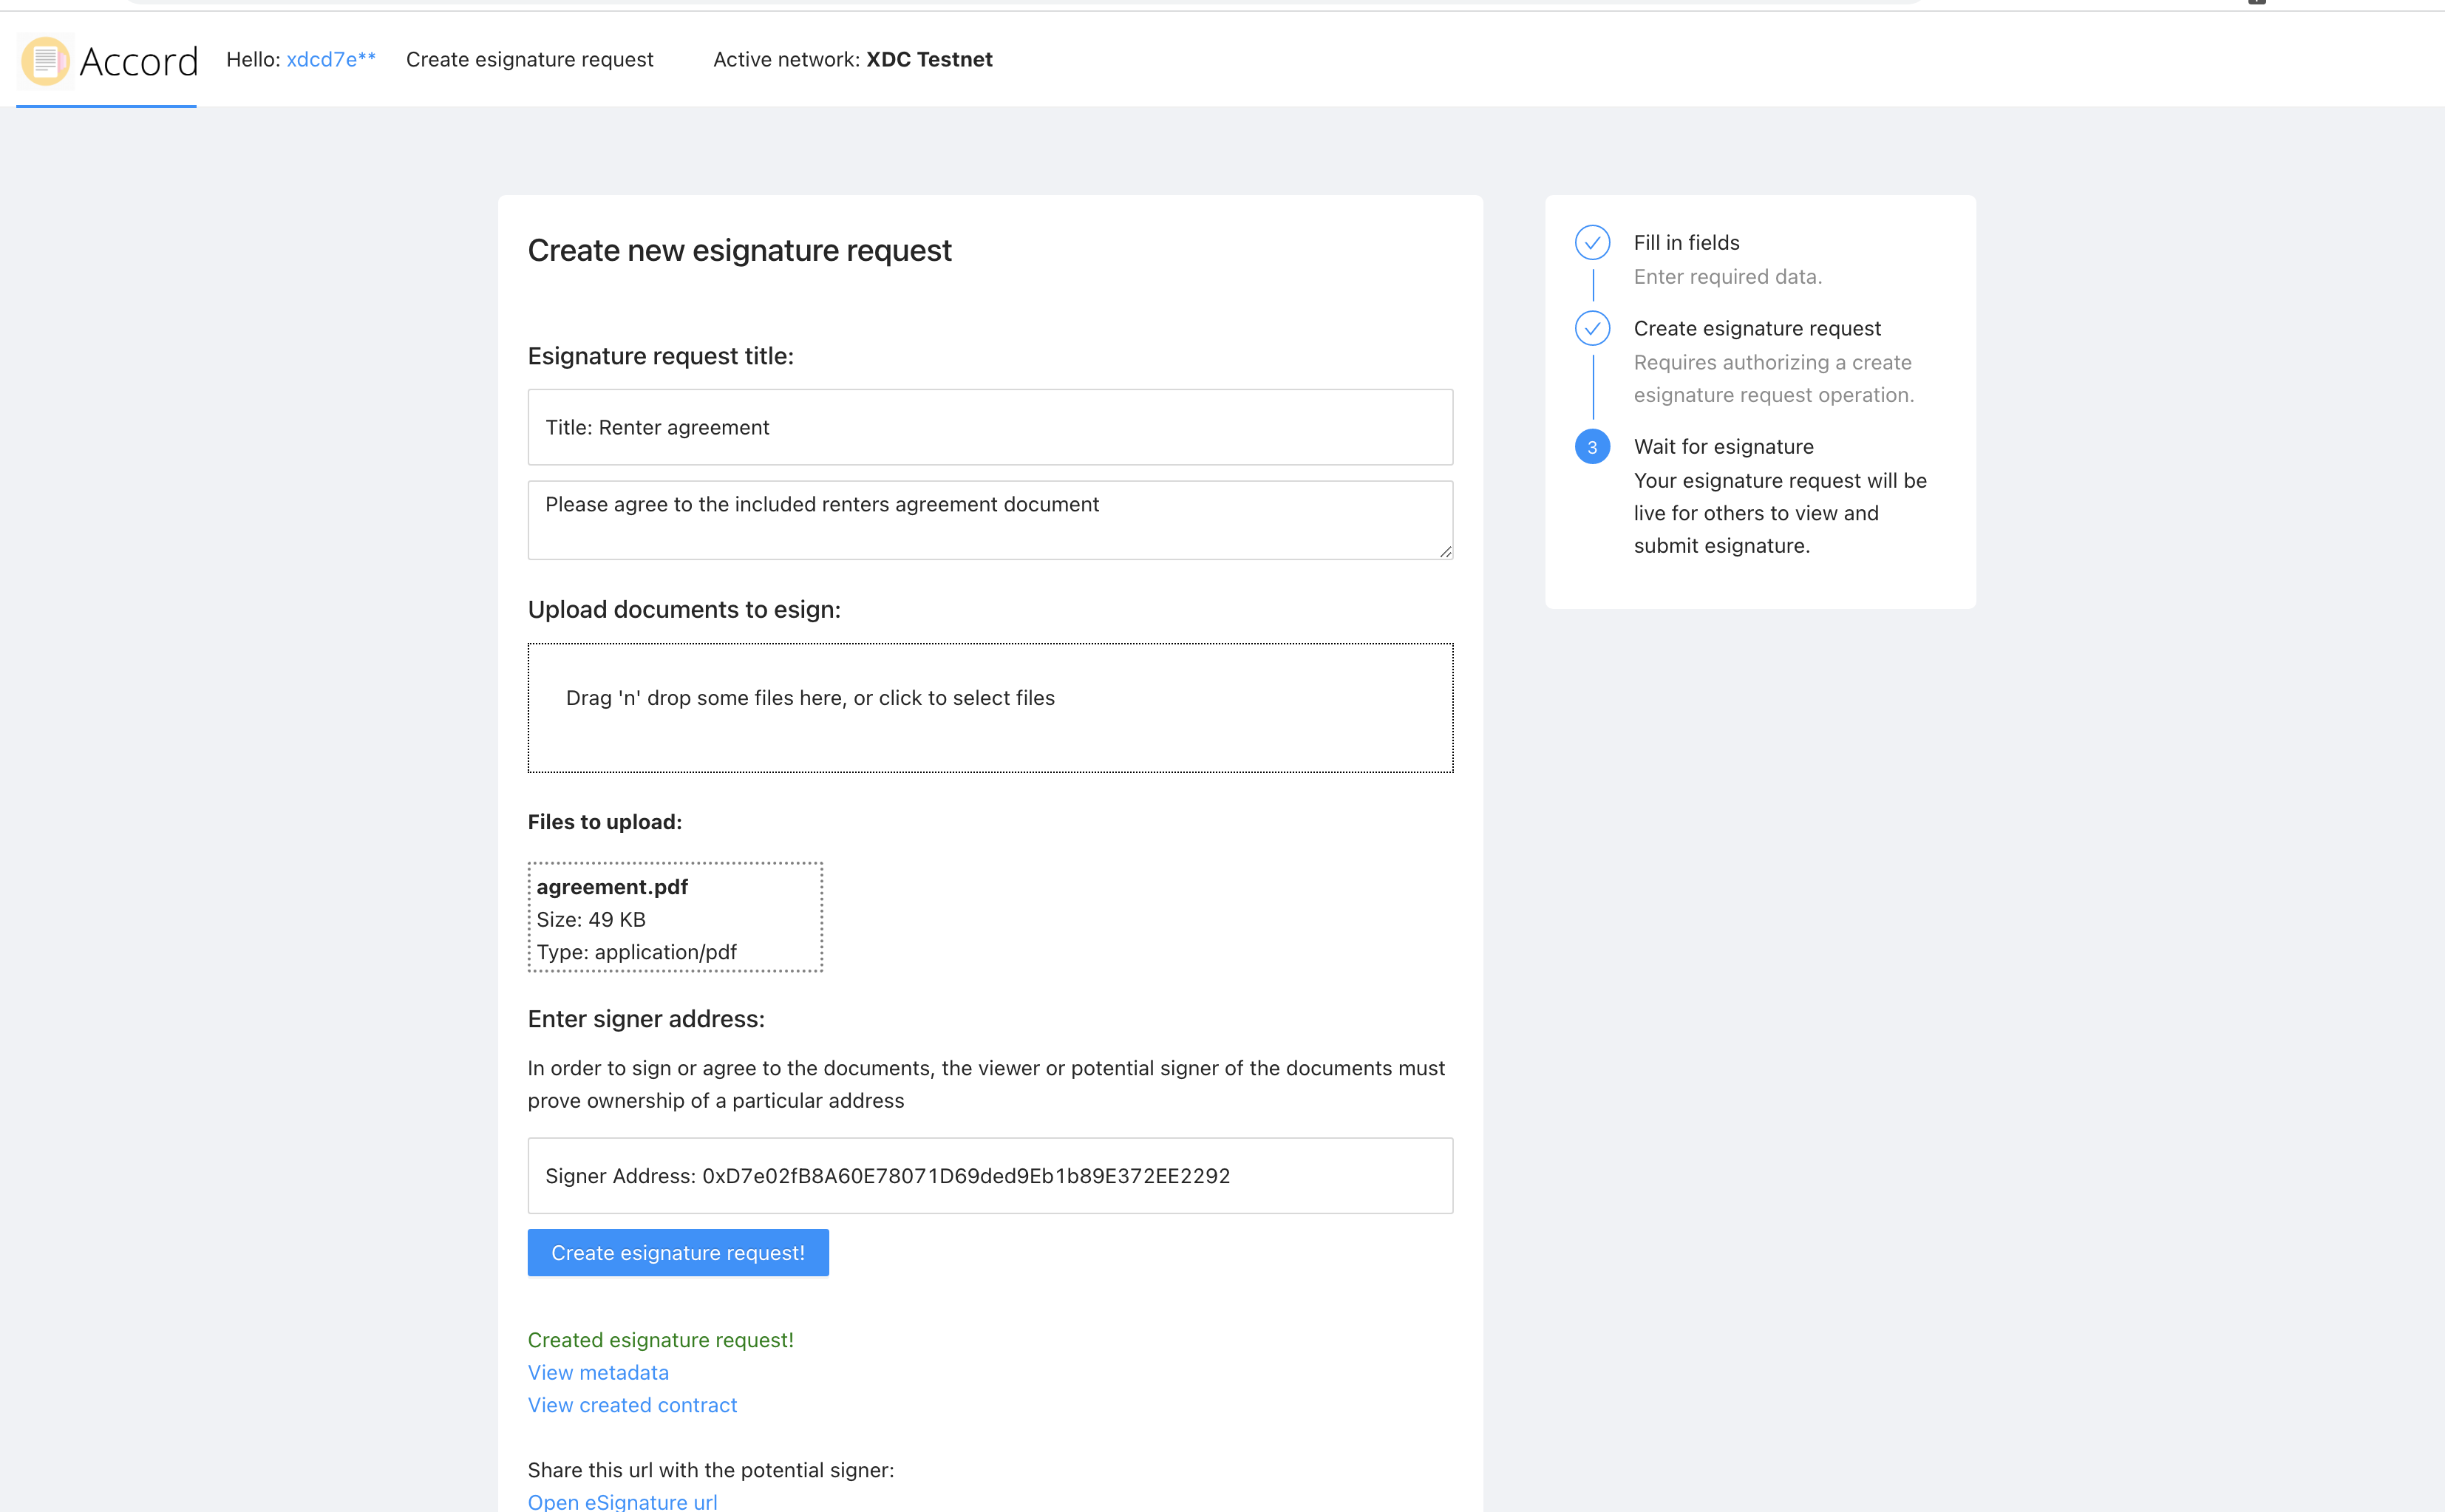 Accord Hello: xdcd7e** Create esignature request Active network: XDC Testnet
Create new esignature request
Esignature request title:
Title: Renter agreement
Please agree to the included renters agreement document
Upload documents to esign:
Drag 'n' drop some files here, or click to select files
Files to upload:
agreement.pdf
Size: 49 KB
Type: application/pdf
Enter signer address:
In order to sign or agree to the documents, the viewer or potential signer of the documents must
prove ownership of a particular address
Signer Address: 0xD7e02fB8A60E78071D69ded9Eb1b89E372EE2292
Create esignature request!
Created esignature request!
View metadata
View created contract
Share this url with the potential signer:
Open eSignature url
Fill in fields
Enter required data.
Create esignature request
Requires authorizing a create
esignature request operation.
3 Wait for esignature
Your esignature request will be
live for others to view and
submit esignature.